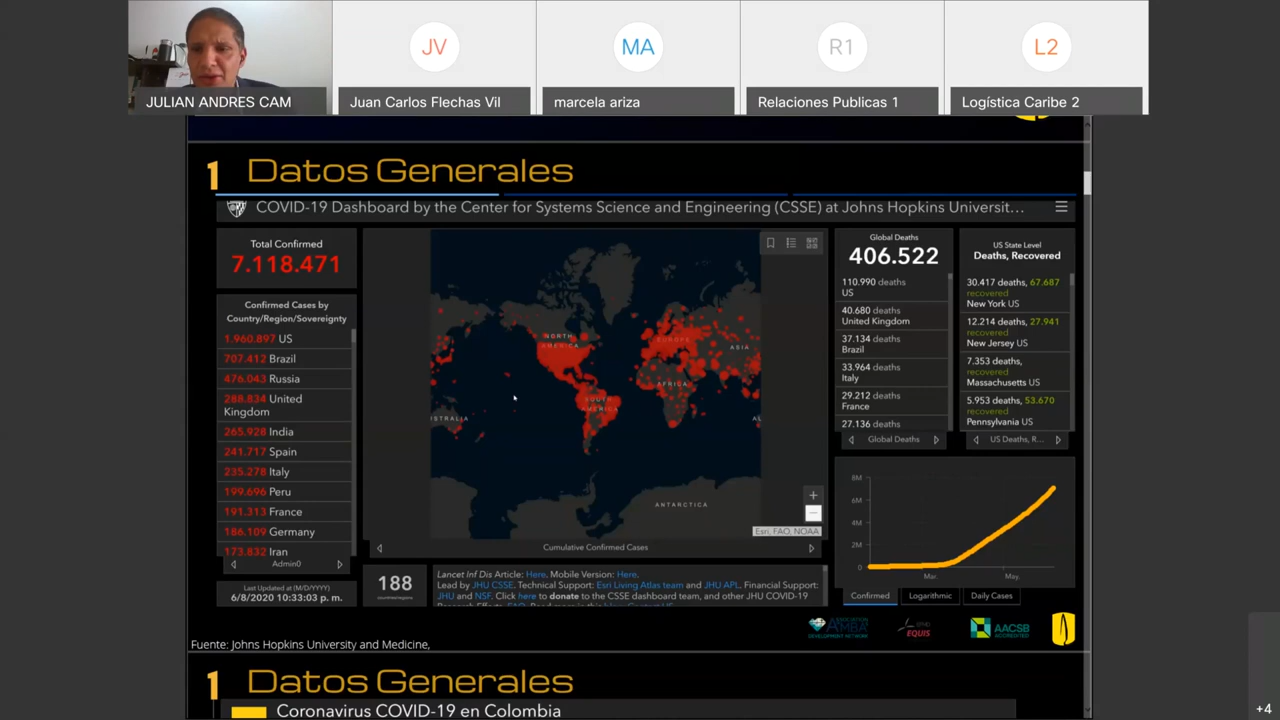 JV
MA
R1
L2
JULIAN ANDRES CAM
Juan Carlos Flechas Vil
marcela ariza
Relaciones Publicas 1
Logística Caribe 2
1 Datos Generales
COVID-19 Dashboard by the Center for Systems Science and Engineering (CSSE) at Johns Hopkins Universit...
Total Confirmed
7.118.471
Confirmed Cases by
Country/Region/Sovereignty
1.960.897 US
707.412 Brazil
476.043 Russia
288.834 United
Kingdom
265.928 India
241.717 Spain
235.278 Italy
199.696 Peru
191.313 France
186.109 Germany
173.832 Iran
Admin0
Last Updated at (M/D/YYYY)
6/8/2020 10:33:03 p. m.
NORTH
AMERICA
EUROPE
ASIA
AFRICA
SOUTH
AMERICA
STRALIA
AU
ANTARCTICA
+
−
Esri, FAO, NOAA
Cumulative Confirmed Cases
188
countries/regions
Lancet Inf Dis Article: Here. Mobile Version: Here.
Lead by JHU CSSE. Technical Support: Esri Living Atlas team and JHU APL. Financial Support:
JHU and NSF. Click here to donate to the CSSE dashboard team, and other JHU COVID-19
Global Deaths
406.522
110.990 deaths
US
40.680 deaths
United Kingdom
37.134 deaths
Brazil
33.964 deaths
Italy
29.212 deaths
France
27.136 deaths
Global Deaths
US State Level
Deaths, Recovered
30.417 deaths, 67.687
recovered
New York US
12.214 deaths, 27.941
recovered
New Jersey US
7.353 deaths,
recovered
Massachusetts US
5.953 deaths, 53.670
recovered
Pennsylvania US
US Deaths, R...
8M
6M
4M
2M
0
Mar.
May.
Confirmed
Logarithmic
Daily Cases
AMBA
DEVELOPMENT NETWORK
EQUIS
AACSB
ACCREDITED
Fuente: Johns Hopkins University and Medicine,
1 Datos Generales
Coronavirus COVID-19 en Colombia
+4